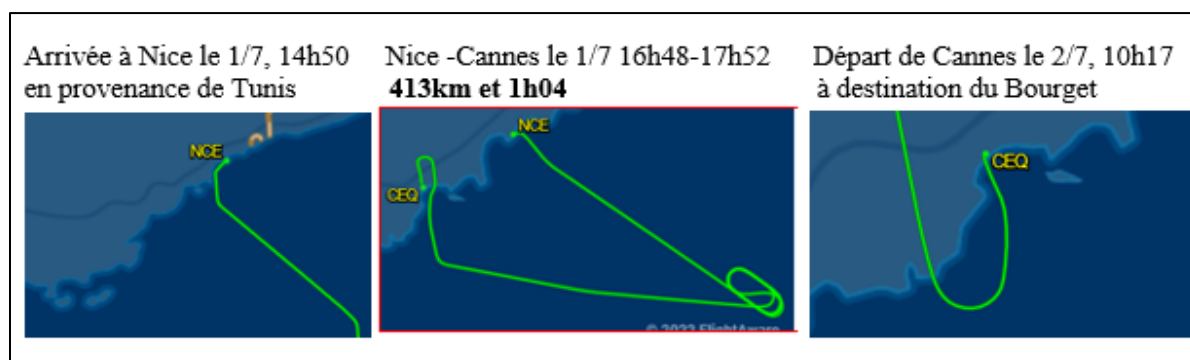 Arrivée à Nice le 1/7, 14h50
en provenance de Tunis
NCE
Nice -Cannes le 1/7 16h48-17h52
413km et 1h04
NCE
CEQ
© 2022 FlightAware
Départ de Cannes le 2/7, 10h17
à destination du Bourget
CEQ